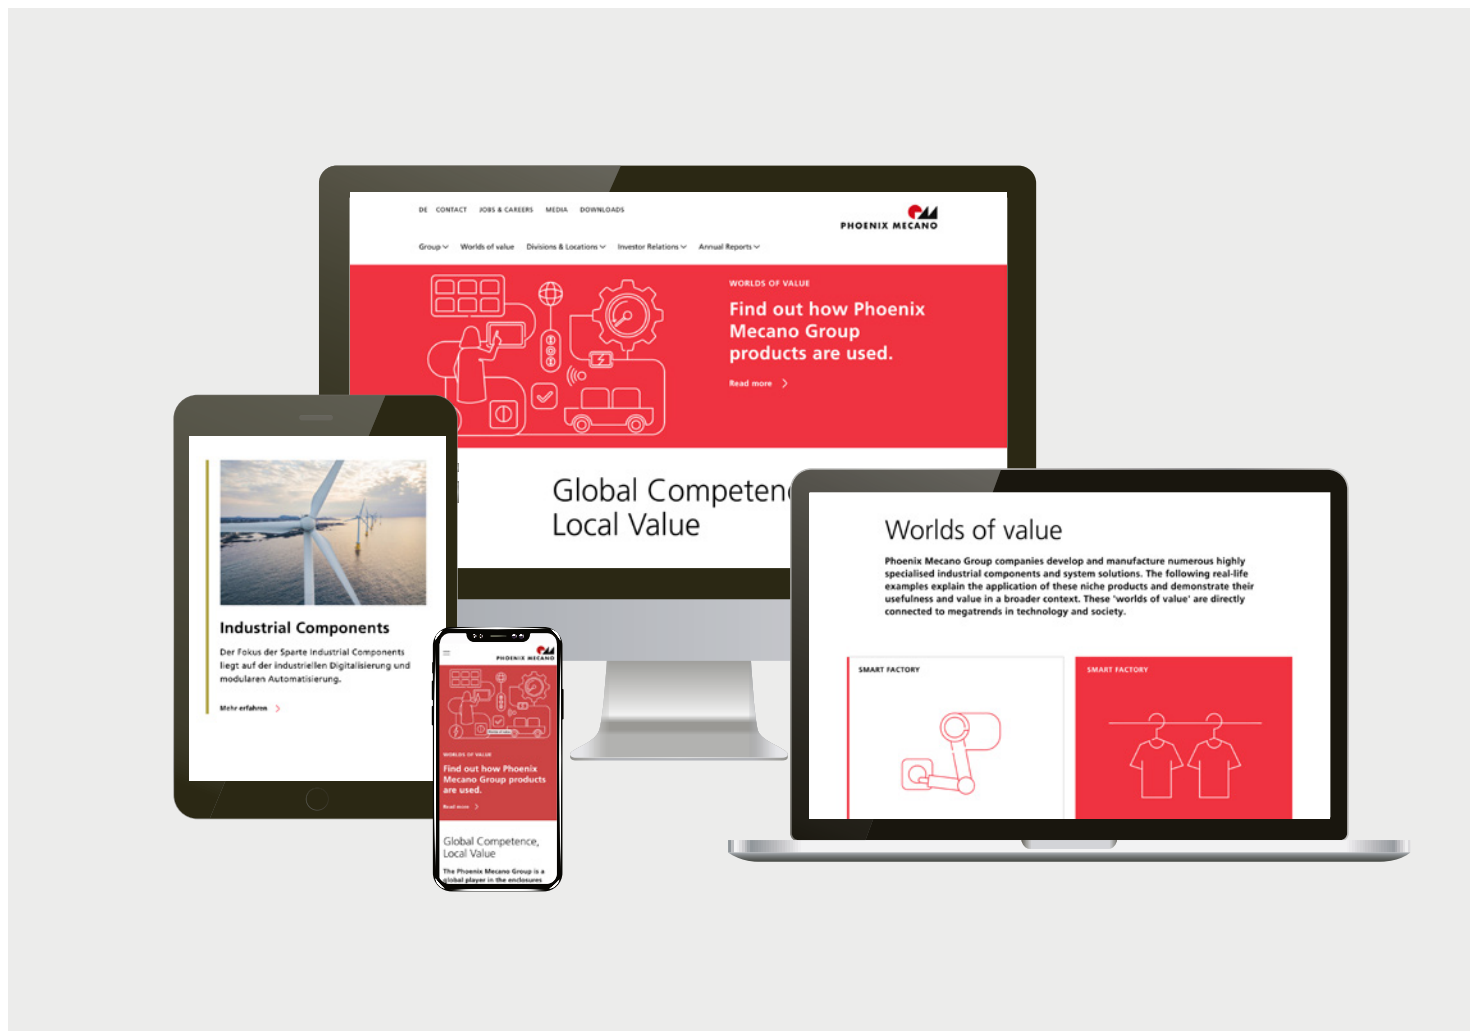 DE CONTACT JOBS & CAREERS MEDIA DOWNLOADS
PHOENIX MECANO
Group Worlds of value Divisions & Locations Investor Relations Annual Reports
WORLDS OF VALUE
Find out how Phoenix
Mecano Group
products are used.
Read more
Global Competen
Local Value
Industrial Components
Der Fokus der Sparte Industrial Components
liegt auf der industriellen Digitalisierung und
modularen Automatisierung.
Mehr erfahren
PHOENIX MECANO
WORLDS OF VALUE
Find out how Phoenix
Mecano Group products
are used.
Read more
Global Competence,
Local Value
The Phoenix Mecano Group is a
global player in the enclosures
Worlds of value
Phoenix Mecano Group companies develop and manufacture numerous highly
specialised industrial components and system solutions. The following real-life
examples explain the application of these niche products and demonstrate their
usefulness and value in a broader context. These 'worlds of value' are directly
connected to megatrends in technology and society.
SMART FACTORY
SMART FACTORY